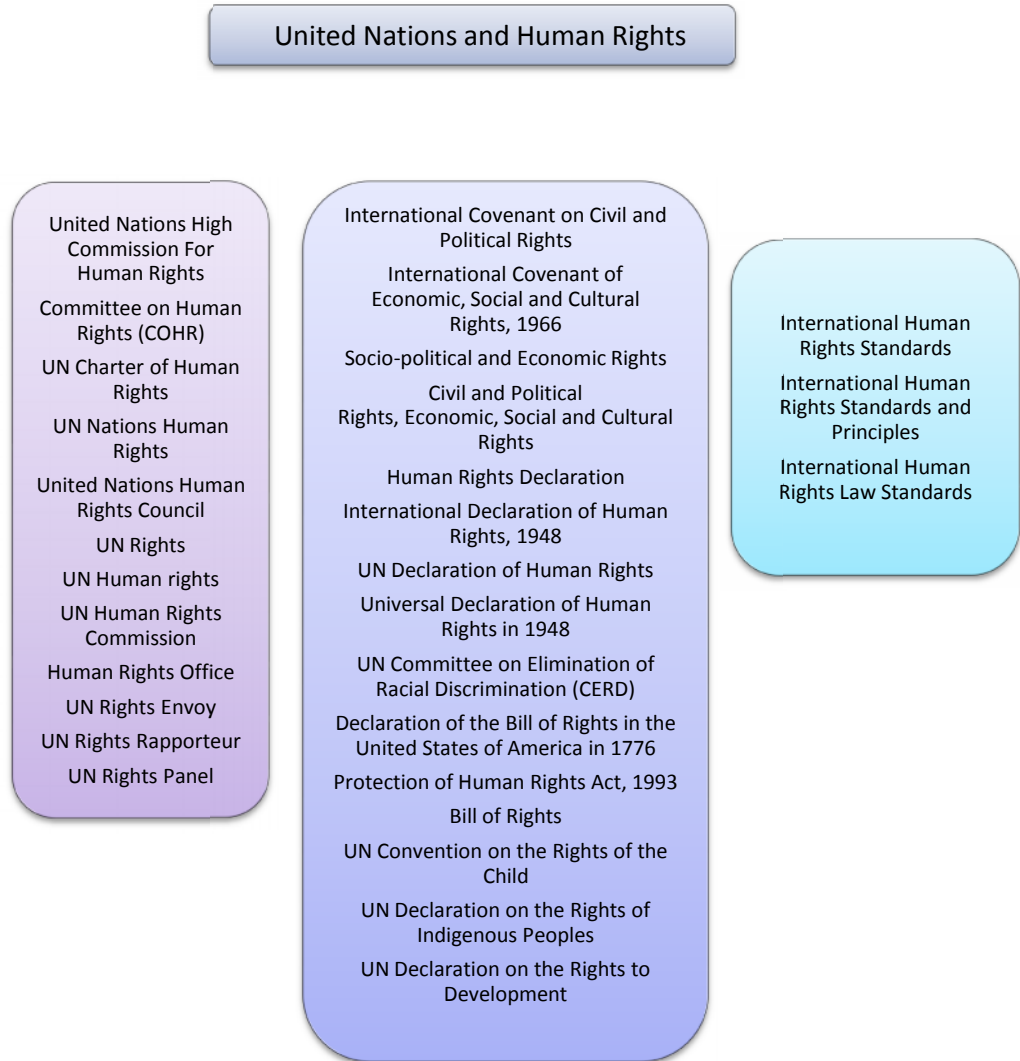 United Nations and Human Rights
United Nations High
Commission For
Human Rights
Committee on Human
Rights (COHR)
UN Charter of Human
Rights
UN Nations Human
Rights
United Nations Human
Rights Council
UN Rights
UN Human rights
UN Human Rights
Commission
Human Rights Office
UN Rights Envoy
UN Rights Rapporteur
UN Rights Panel
International Covenant on Civil and
Political Rights
International Covenant of
Economic, Social and Cultural
Rights, 1966
Socio-political and Economic Rights
Civil and Political
Rights, Economic, Social and Cultural
Rights
Human Rights Declaration
International Declaration of Human
Rights, 1948
UN Declaration of Human Rights
Universal Declaration of Human
Rights in 1948
UN Committee on Elimination of
Racial Discrimination (CERD)
Declaration of the Bill of Rights in the
United States of America in 1776
Protection of Human Rights Act, 1993
Bill of Rights
UN Convention on the Rights of the
Child
UN Declaration on the Rights of
Indigenous Peoples
UN Declaration on the Rights to
Development
International Human
Rights Standards
International Human
Rights Standards and
Principles
International Human
Rights Law Standards